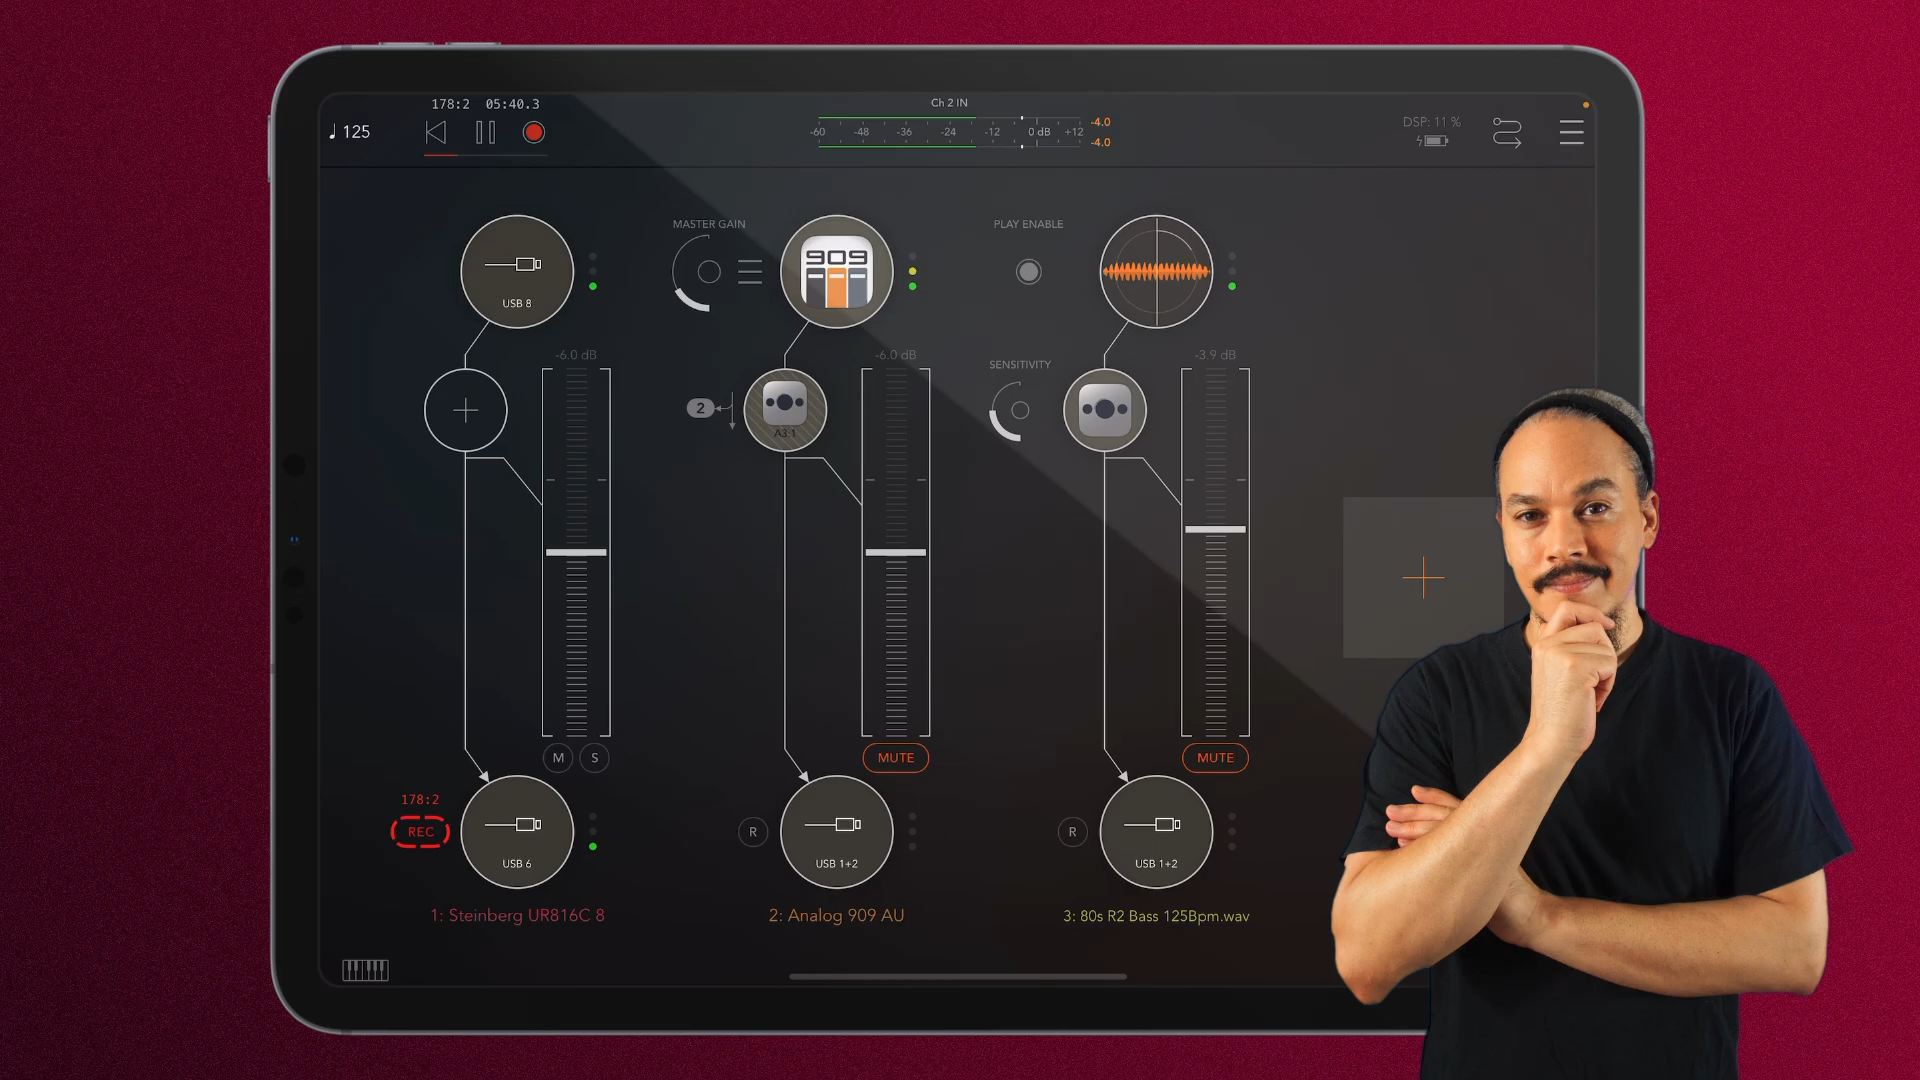 178:2 05:40.3
125
Ch 2 IN
-60 -48 -36 -24 -12 0 dB +12
-4.0
-4.0
DSP: 11 %
MASTER GAIN
PLAY ENABLE
USB 8
909
-6.0 dB
-6.0 dB
SENSITIVITY
-3.9 dB
2
A3:1
M S
MUTE
MUTE
178:2
REC
R
R
USB 6
USB 1+2
USB 1+2
1: Steinberg UR816C 8
2: Analog 909 AU
3: 80s R2 Bass 125Bpm.wav